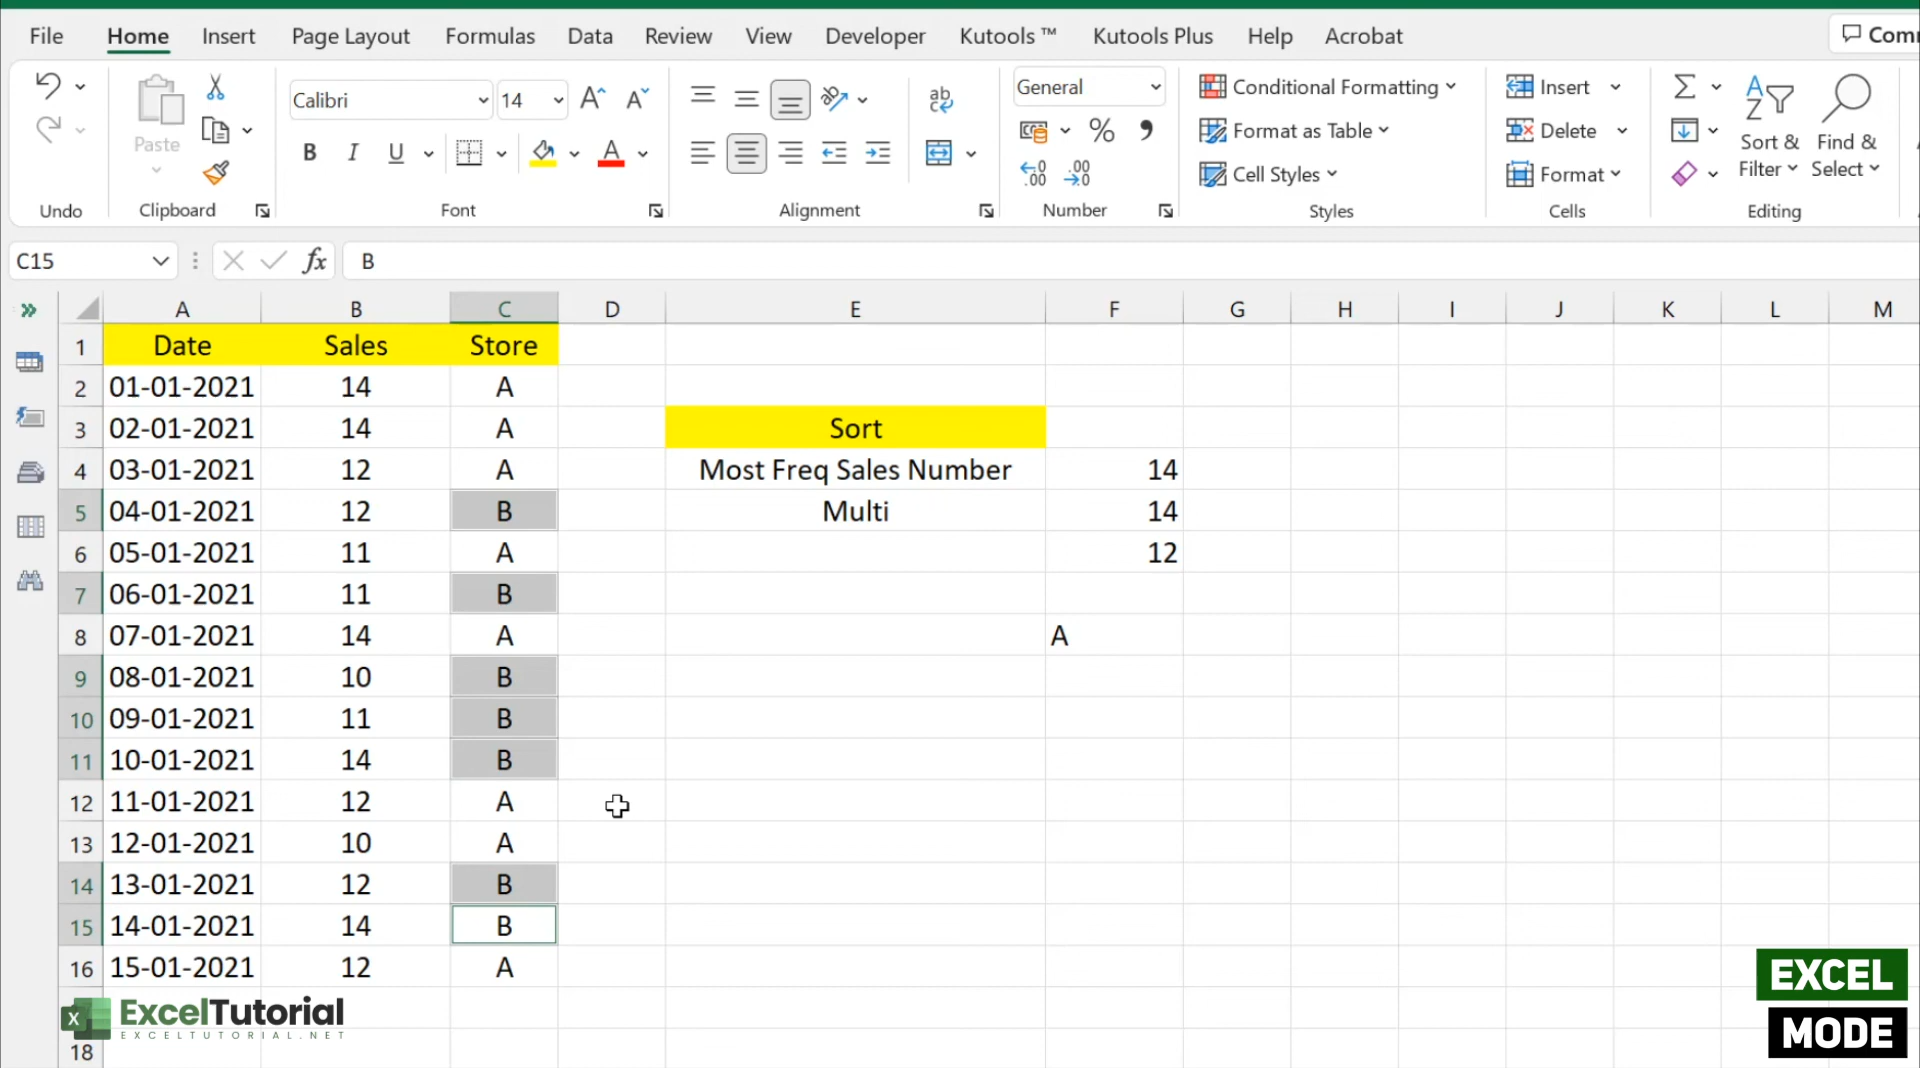 File Home Insert Page Layout Formulas Data Review View Developer Kutools ™ Kutools Plus Help Acrobat
Calibri 14 ab General Conditional Formatting Insert
Paste B I U A % Format as Table Delete Sort & Find &
Cell Styles Format Filter Select
Undo Clipboard Font Alignment Number Styles Cells Editing
C15 fx B
A B C D E F G H I J K L M
1 Date Sales Store
2 01-01-2021 14 A
3 02-01-2021 14 A Sort
4 03-01-2021 12 A Most Freq Sales Number 14
5 04-01-2021 12 B Multi 14
6 05-01-2021 11 A 12
7 06-01-2021 11 B
8 07-01-2021 14 A A
9 08-01-2021 10 B
10 09-01-2021 11 B
11 10-01-2021 14 B
12 11-01-2021 12 A
13 12-01-2021 10 A
14 13-01-2021 12 B
15 14-01-2021 14 B
16 15-01-2021 12 A
18
ExcelTutorial
EXCELTUTORIAL.NET
EXCEL
MODE